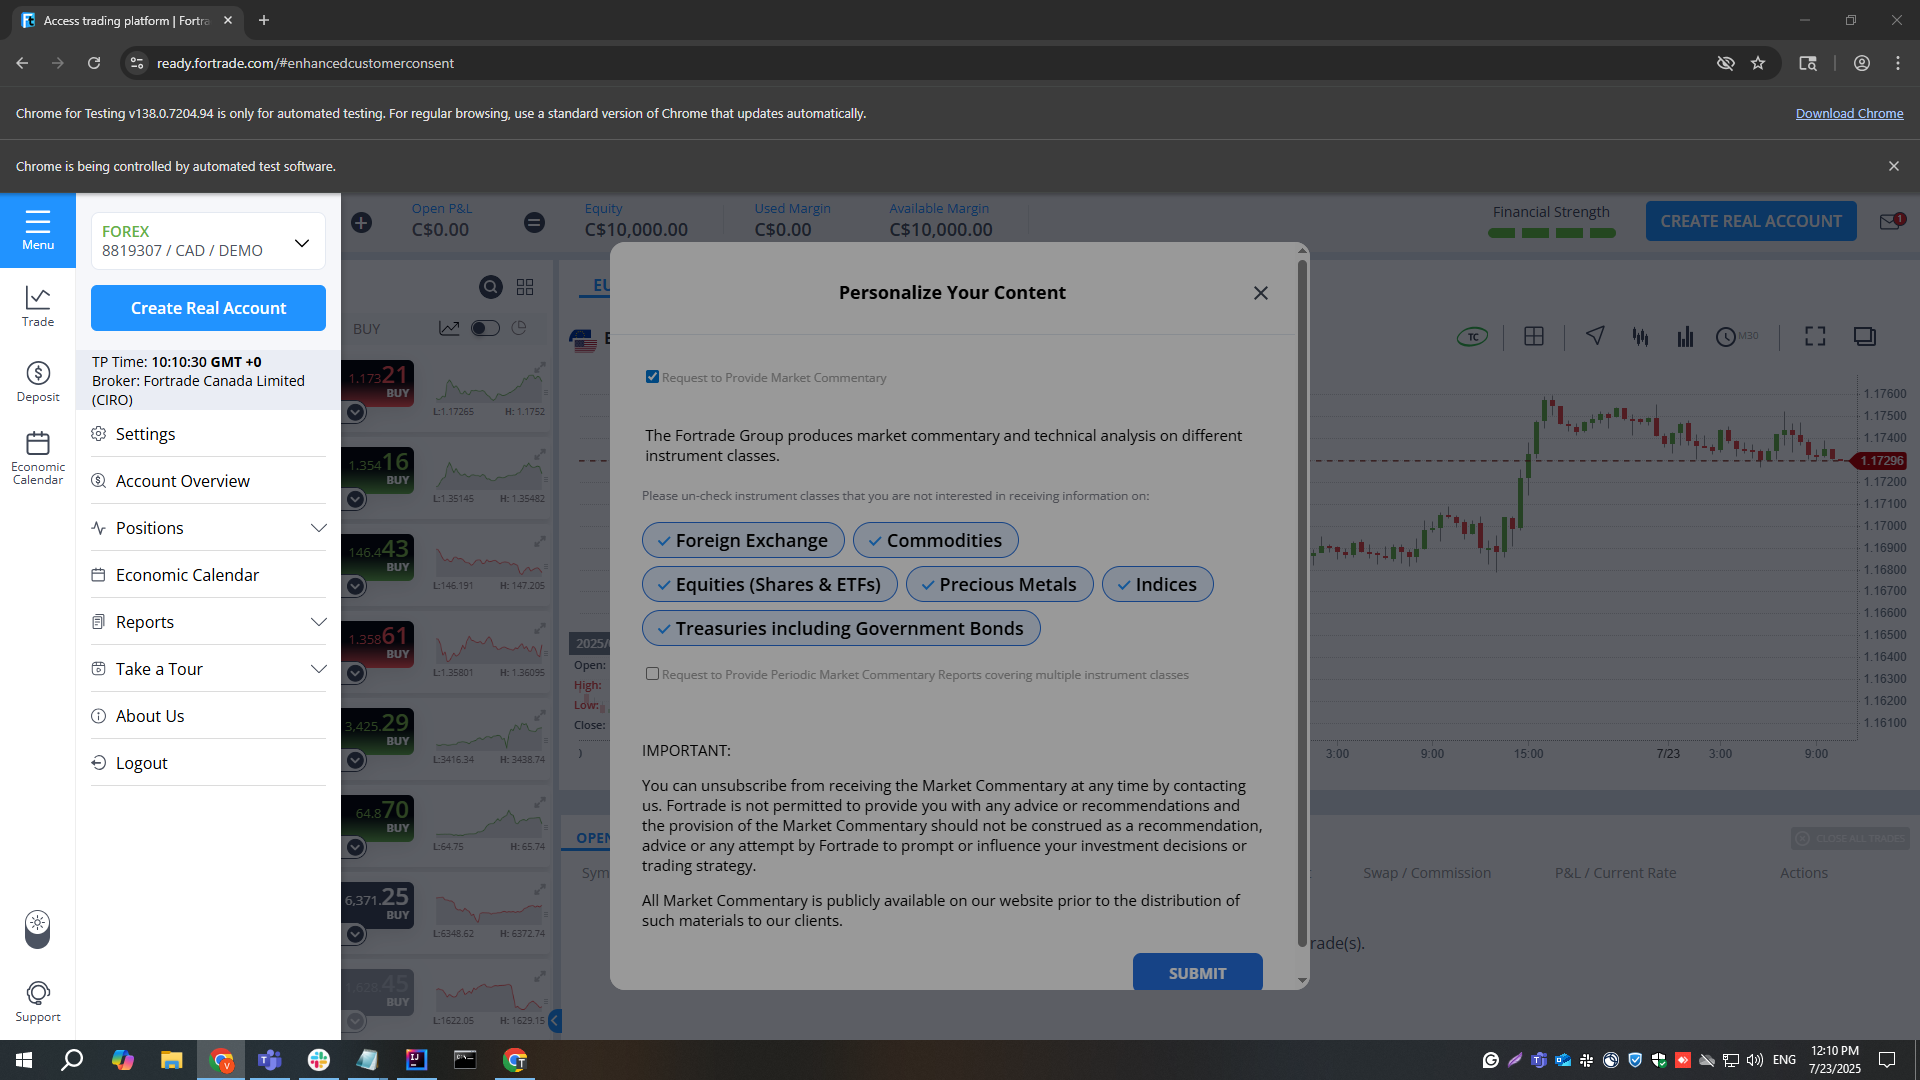 Access trading platform | Fortra
ready.fortrade.com/#enhancedcustomerconsent
Chrome for Testing v138.0.7204.94 is only for automated testing. For regular browsing, use a standard version of Chrome that updates automatically.
Download Chrome
Chrome is being controlled by automated test software.
Menu
Trade
Deposit
Economic
Calendar
Support
FOREX
8819307 / CAD / DEMO
Create Real Account
TP Time: 10:10:30 GMT +0
Broker: Fortrade Canada Limited
(CIRO)
Settings
Account Overview
Positions
Economic Calendar
Reports
Take a Tour
About Us
Logout
Open P&L
C$0.00
Equity
C$10,000.00
Used Margin
C$0.00
Available Margin
C$10,000.00
Financial Strength
CREATE REAL ACCOUNT
1
BUY
1.17321
BUY
L:1.17265 H: 1.1752
1.35416
BUY
L:1.35145 H: 1.35482
146.443
BUY
L:146.191 H: 147.205
1.35861
BUY
L:1.35801 H: 1.36095
3,425.29
BUY
L:3416.34 H: 3438.74
64.870
BUY
L:64.75 H: 65.74
6,371.25
BUY
L:6348.62 H: 6372.74
1,628.45
BUY
L:1622.05 H: 1629.15
EU
E
2025/0
Open:
High:
Low:
Close:
OPEN
Sym
Personalize Your Content
Request to Provide Market Commentary
The Fortrade Group produces market commentary and technical analysis on different
instrument classes.
Please un-check instrument classes that you are not interested in receiving information on:
Foreign Exchange
Commodities
Equities (Shares & ETFs)
Precious Metals
Indices
Treasuries including Government Bonds
Request to Provide Periodic Market Commentary Reports covering multiple instrument classes
IMPORTANT:
You can unsubscribe from receiving the Market Commentary at any time by contacting
us. Fortrade is not permitted to provide you with any advice or recommendations and
the provision of the Market Commentary should not be construed as a recommendation,
advice or any attempt by Fortrade to prompt or influence your investment decisions or
trading strategy.
All Market Commentary is publicly available on our website prior to the distribution of
such materials to our clients.
SUBMIT
TC
M30
1.17600
1.17500
1.17400
1.17296
1.17200
1.17100
1.17000
1.16900
1.16800
1.16700
1.16600
1.16500
1.16400
1.16300
1.16200
1.16100
3:00 9:00 15:00 7/23 3:00 9:00
CLOSE ALL TRADES
Swap / Commission
P&L / Current Rate
Actions
rade(s).
ENG
12:10 PM
7/23/2025